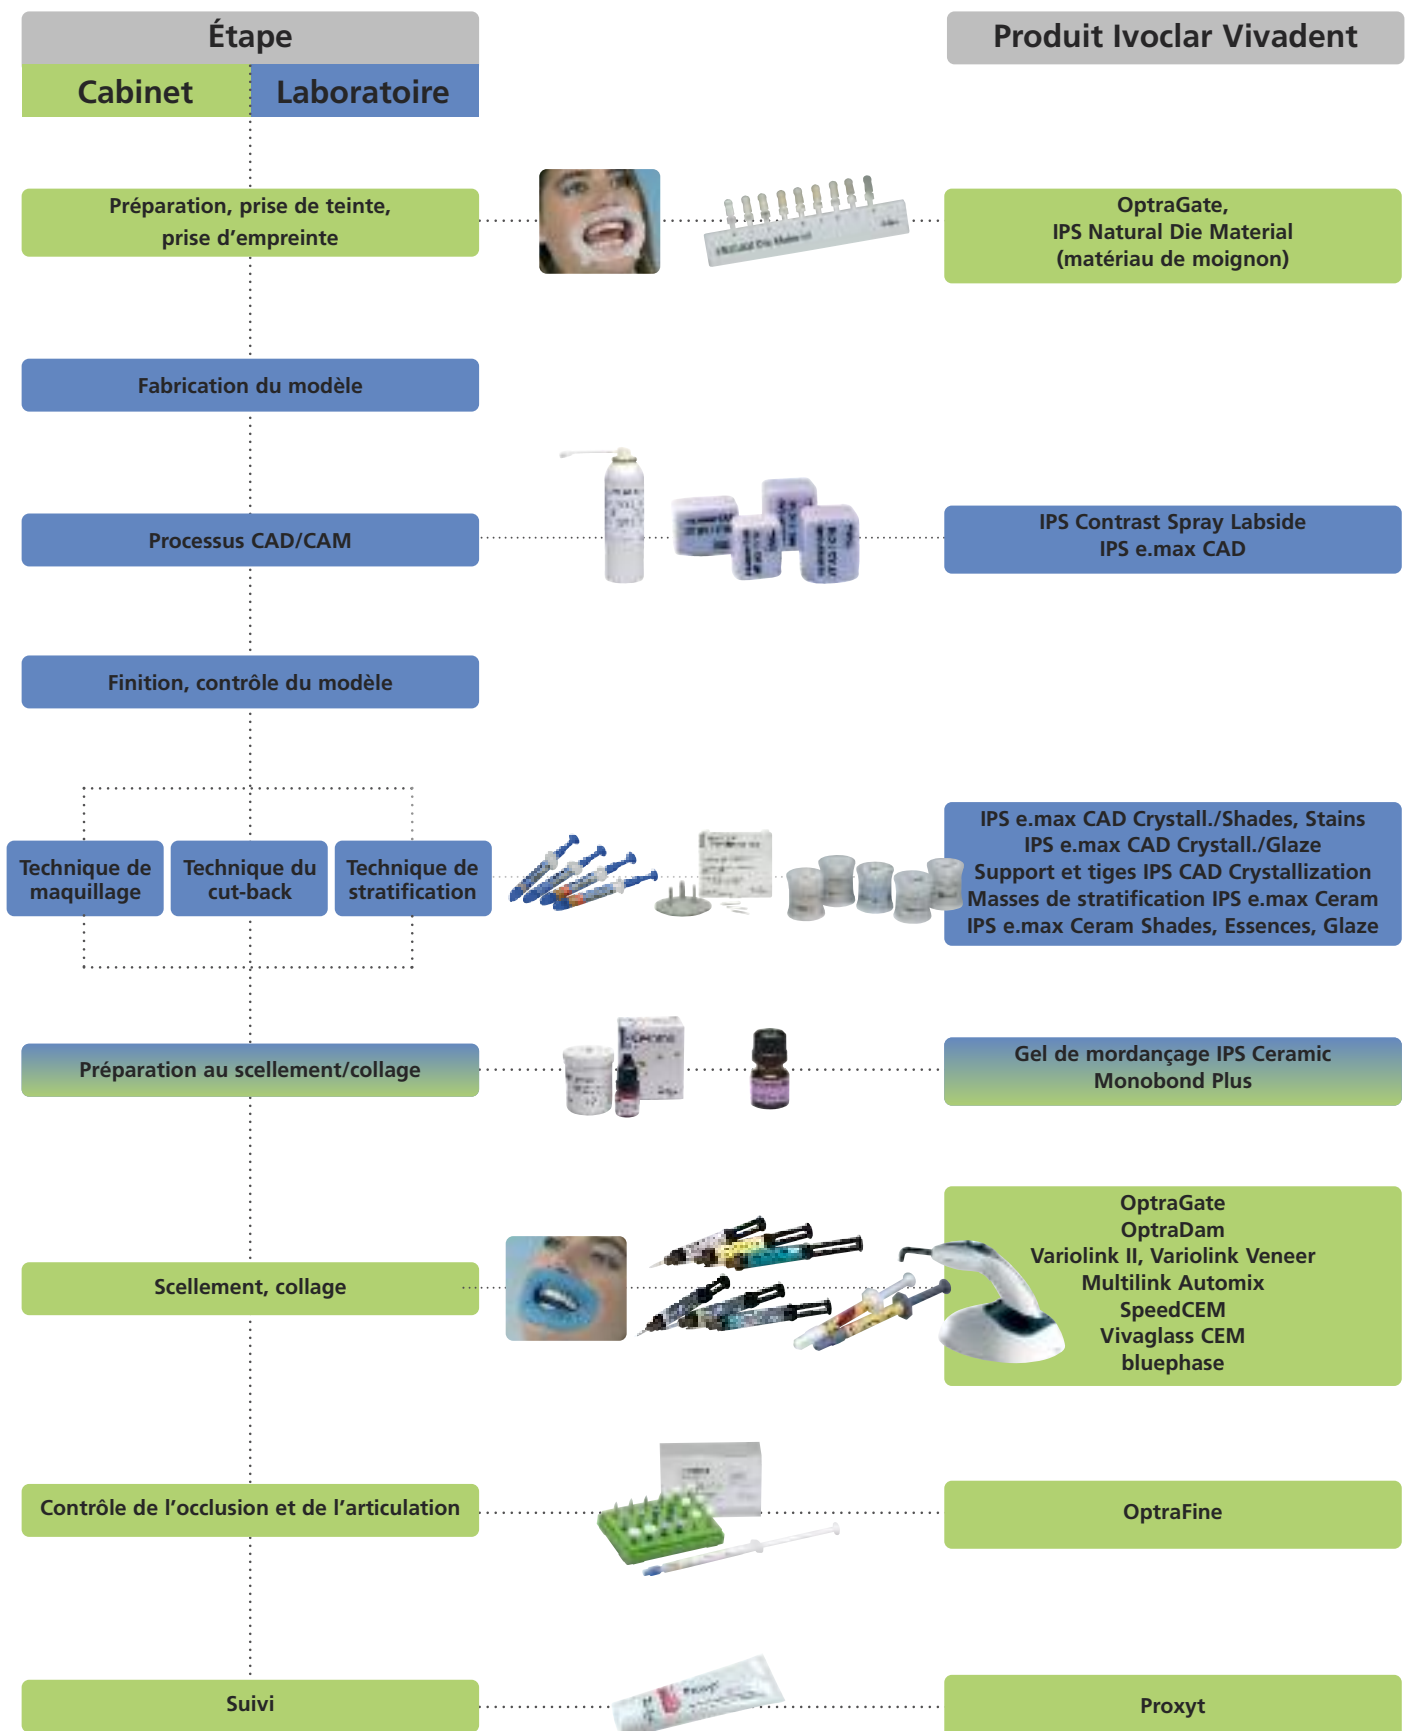 Étape
Produit Ivoclar Vivadent
Cabinet
Laboratoire
Préparation, prise de teinte,
prise d’empreinte
Natural Die Material
OptraGate,
IPS Natural Die Material
(matériau de moignon)
Fabrication du modèle
Processus CAD/CAM
IPS Contrast Spray Labside
IPS e.max CAD
Finition, contrôle du modèle
Technique de
maquillage
Technique du
cut-back
Technique de
stratification
IPS e.max CAD Crystall./Shades, Stains
IPS e.max CAD Crystall./Glaze
Support et tiges IPS CAD Crystallization
Masses de stratification IPS e.max Ceram
IPS e.max Ceram Shades, Essences, Glaze
Préparation au scellement/collage
Gel de mordançage IPS Ceramic
Monobond Plus
Scellement, collage
OptraGate
OptraDam
Variolink II, Variolink Veneer
Multilink Automix
SpeedCEM
Vivaglass CEM
bluephase
Contrôle de l’occlusion et de l’articulation
OptraFine
Suivi
Proxyt
Proxyt